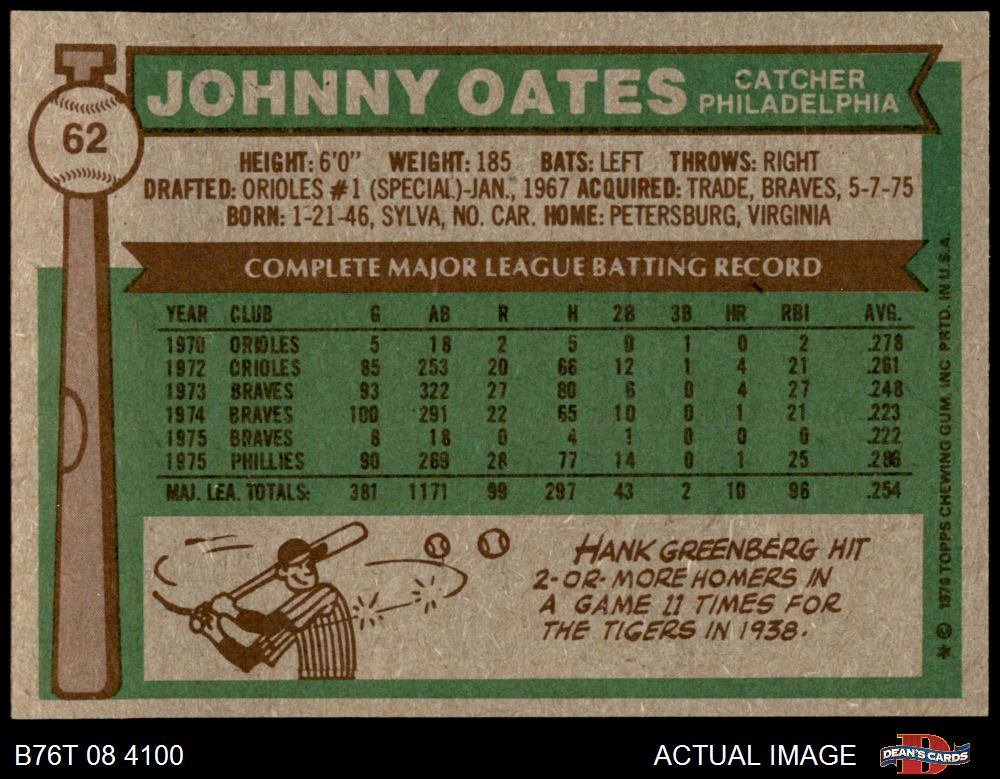 62
JOHNNY OATES
CATCHER
PHILADELPHIA
HEIGHT: 6'0" WEIGHT: 185 BATS: LEFT THROWS: RIGHT
DRAFTED: ORIOLES #1 (SPECIAL)-JAN., 1967 ACQUIRED: TRADE, BRAVES, 5-7-75
BORN: 1-21-46, SYLVA, NO. CAR. HOME: PETERSBURG, VIRGINIA
COMPLETE MAJOR LEAGUE BATTING RECORD
YEAR CLUB G AB R H 2B 3B HR RBI AVG.
1970 ORIOLES 5 18 2 5 0 1 0 2 .278
1972 ORIOLES 85 253 20 66 12 1 4 21 .261
1973 BRAVES 93 322 27 80 6 0 4 27 .248
1974 BRAVES 100 291 22 65 10 0 1 21 .223
1975 BRAVES 8 18 0 4 1 0 0 0 .222
1975 PHILLIES 90 269 28 77 14 0 1 25 .286
MAJ. LEA. TOTALS: 381 1171 99 297 43 2 10 96 .254
HANK GREENBERG HIT
2-OR-MORE HOMERS IN
A GAME 11 TIMES FOR
THE TIGERS IN 1938.
* © 1976 TOPPS CHEWING GUM, INC PRTD. IN U.S.A.
B76T 08 4100
ACTUAL IMAGE
DEAN'S CARDS